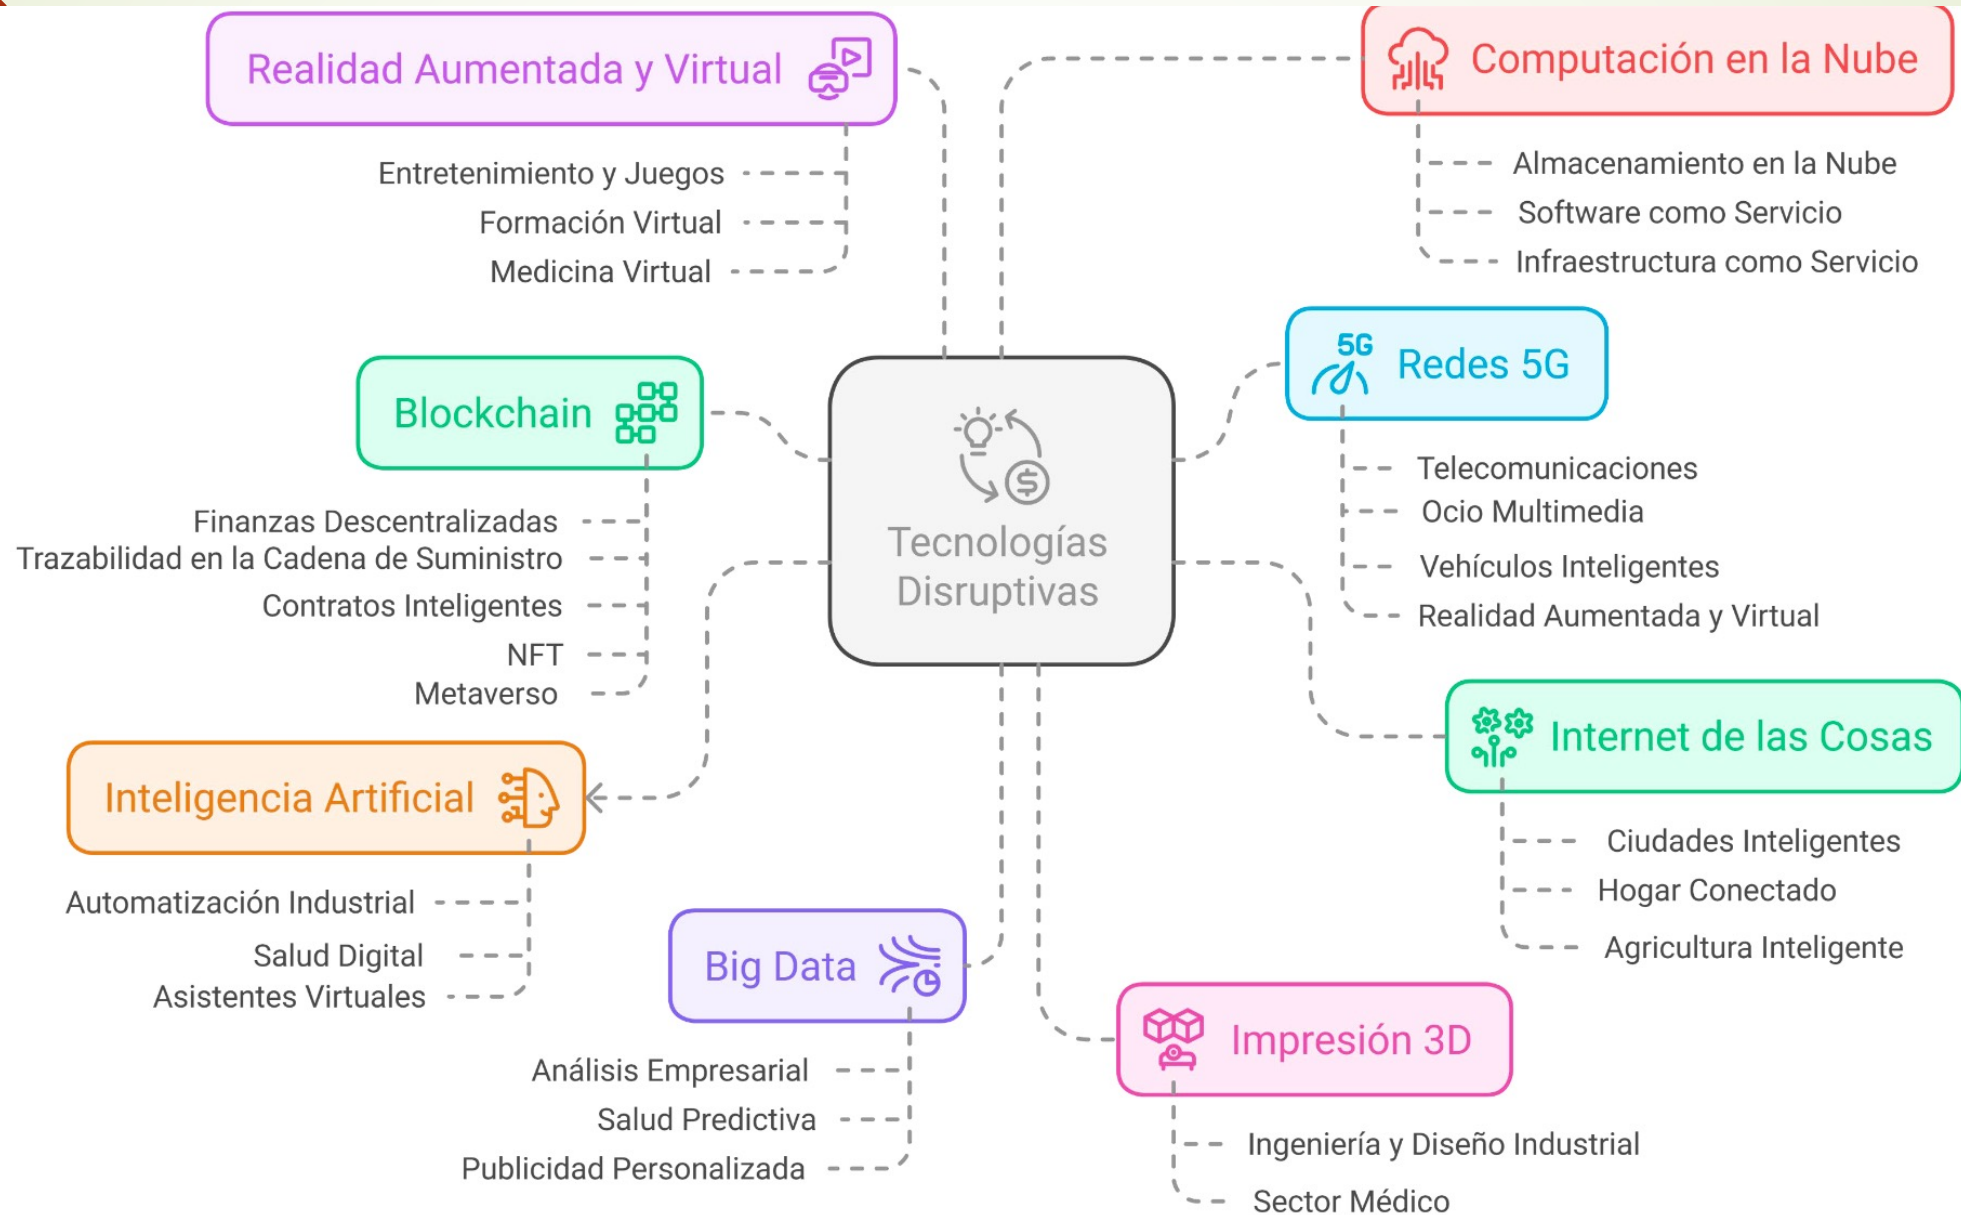 Realidad Aumentada y Virtual
Entretenimiento y Juegos
Formación Virtual
Medicina Virtual
Computación en la Nube
Almacenamiento en la Nube
Software como Servicio
Infraestructura como Servicio
Blockchain
Finanzas Descentralizadas
Trazabilidad en la Cadena de Suministro
Contratos Inteligentes
NFT
Metaverso
Tecnologías
Disruptivas
5G
Redes 5G
Telecomunicaciones
Ocio Multimedia
Vehículos Inteligentes
Realidad Aumentada y Virtual
Inteligencia Artificial
Automatización Industrial
Salud Digital
Asistentes Virtuales
Internet de las Cosas
Ciudades Inteligentes
Hogar Conectado
Agricultura Inteligente
Big Data
Análisis Empresarial
Salud Predictiva
Publicidad Personalizada
Impresión 3D
Ingeniería y Diseño Industrial
Sector Médico